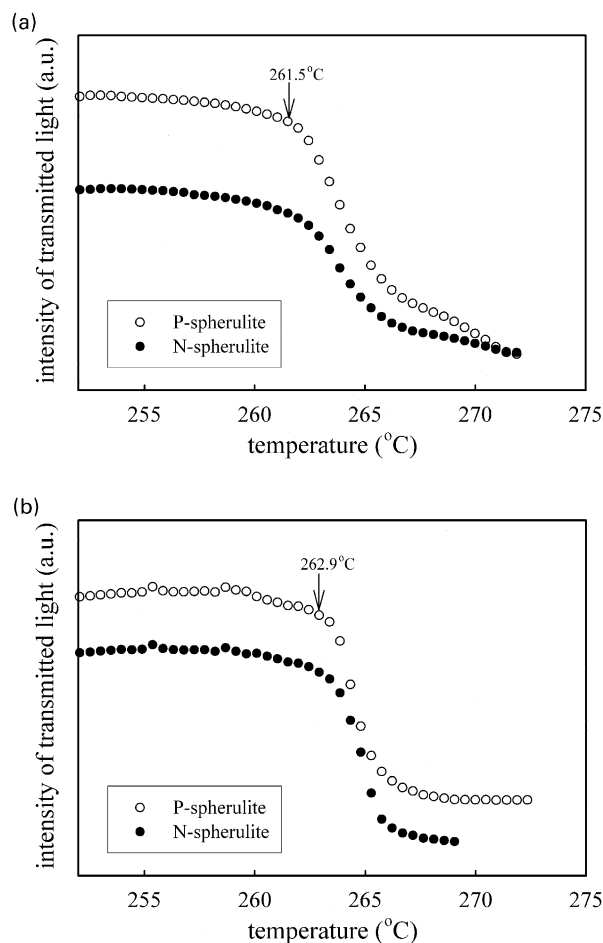 (a)
261.5°C
intensity of transmitted light (a.u.)
P-spherulite
N-spherulite
255 260 265 270 275
temperature (°C)
(b)
262.9°C
intensity of transmitted light (a.u.)
P-spherulite
N-spherulite
255 260 265 270 275
temperature (°C)